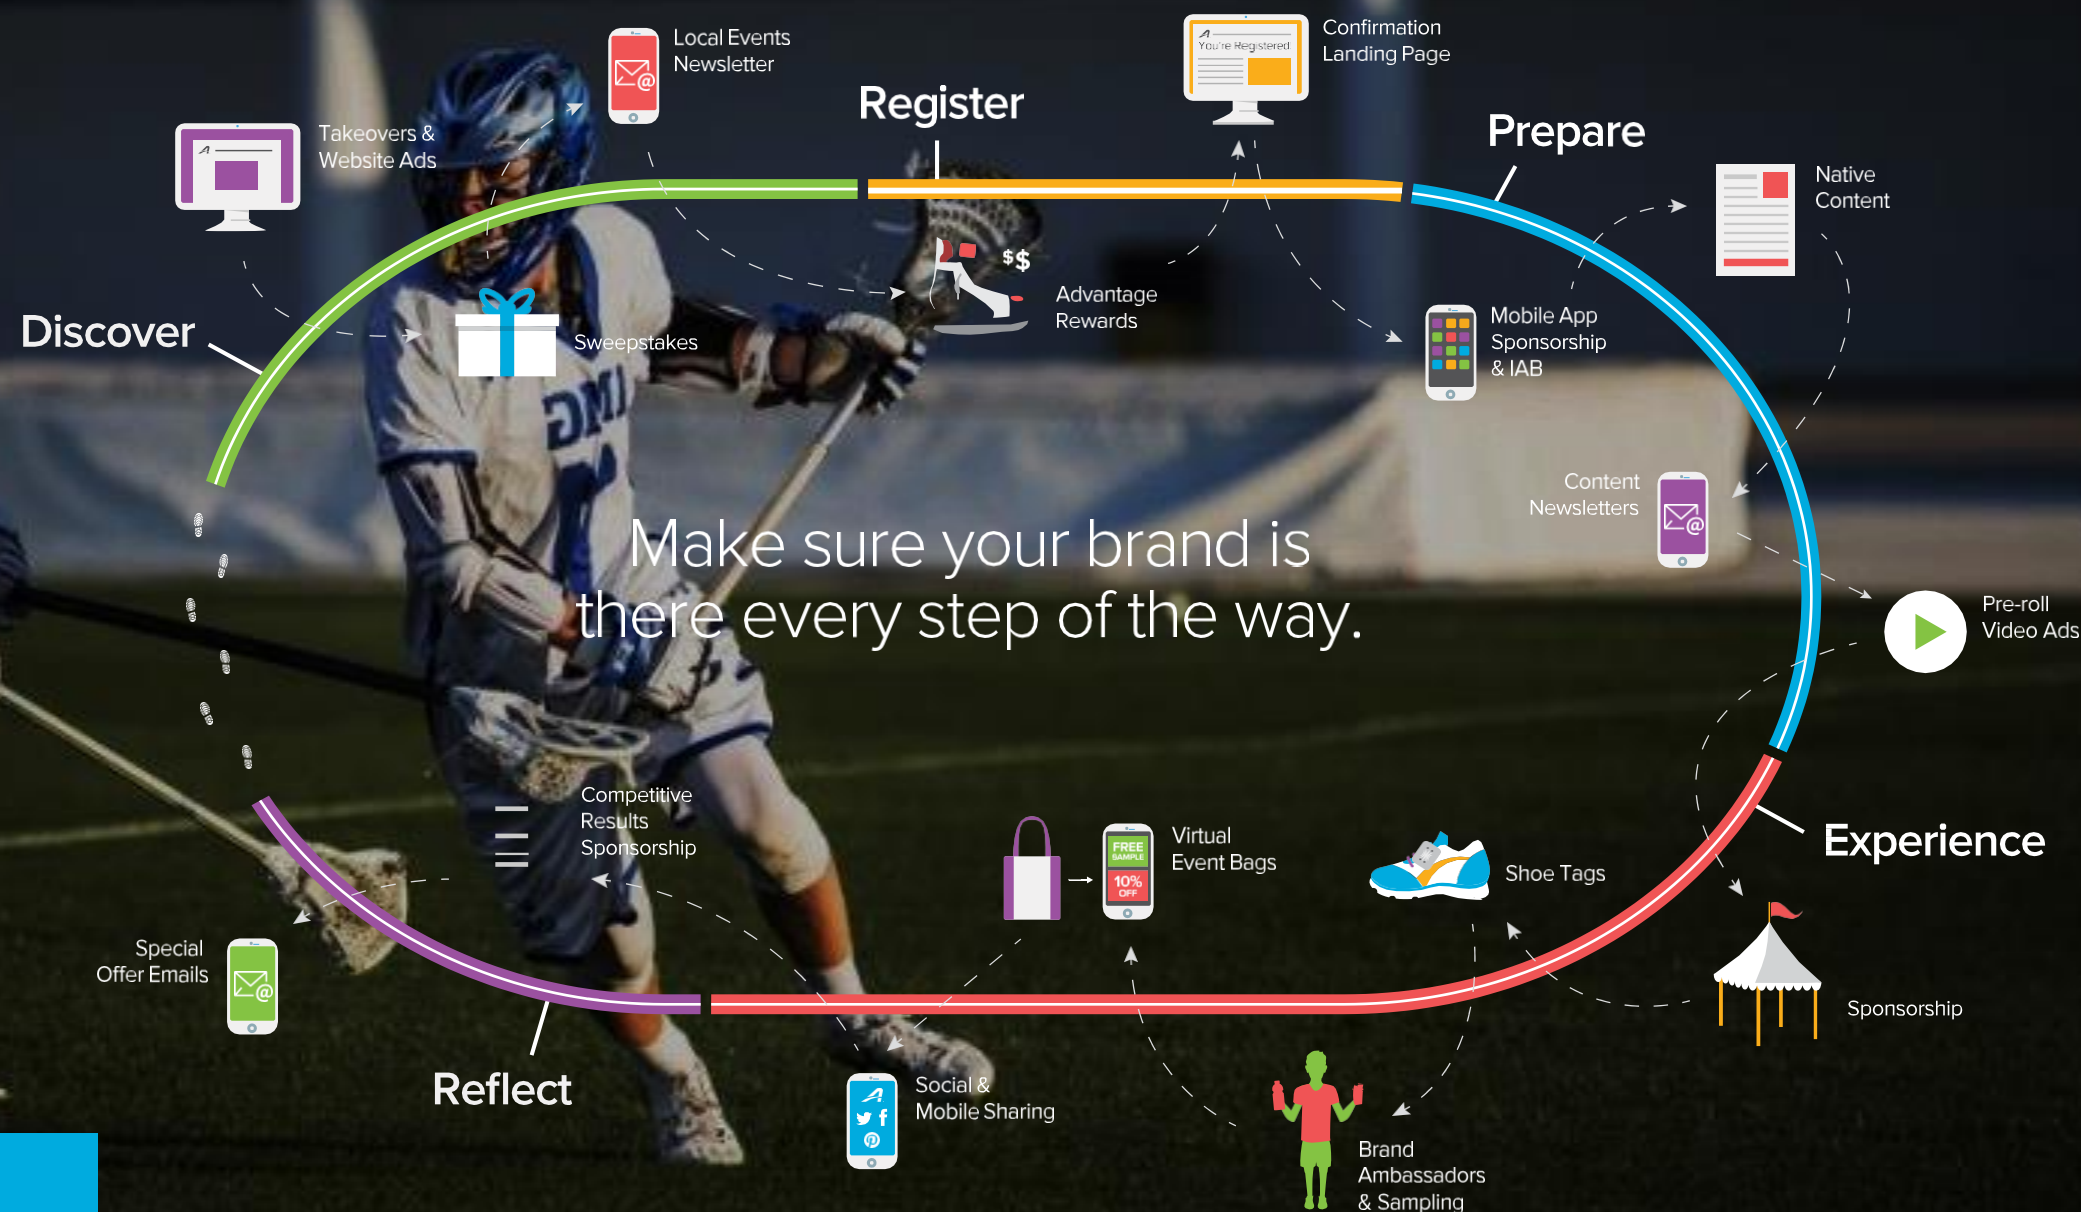 Local Events
Newsletter
Confirmation
Landing Page
You're Registered!
Register
Prepare
Takeovers &
Website Ads
Native
Content
$$
Advantage
Rewards
Discover
Sweepstakes
Mobile App
Sponsorship
& IAB
Content
Newsletters
Make sure your brand is
there every step of the way.
Pre-roll
Video Ads
Competitive
Results
Sponsorship
Virtual
Event Bags
FREE
SAMPLE
10%
OFF
Shoe Tags
Experience
Special
Offer Emails
Sponsorship
Reflect
Social &
Mobile Sharing
Brand
Ambassadors
& Sampling